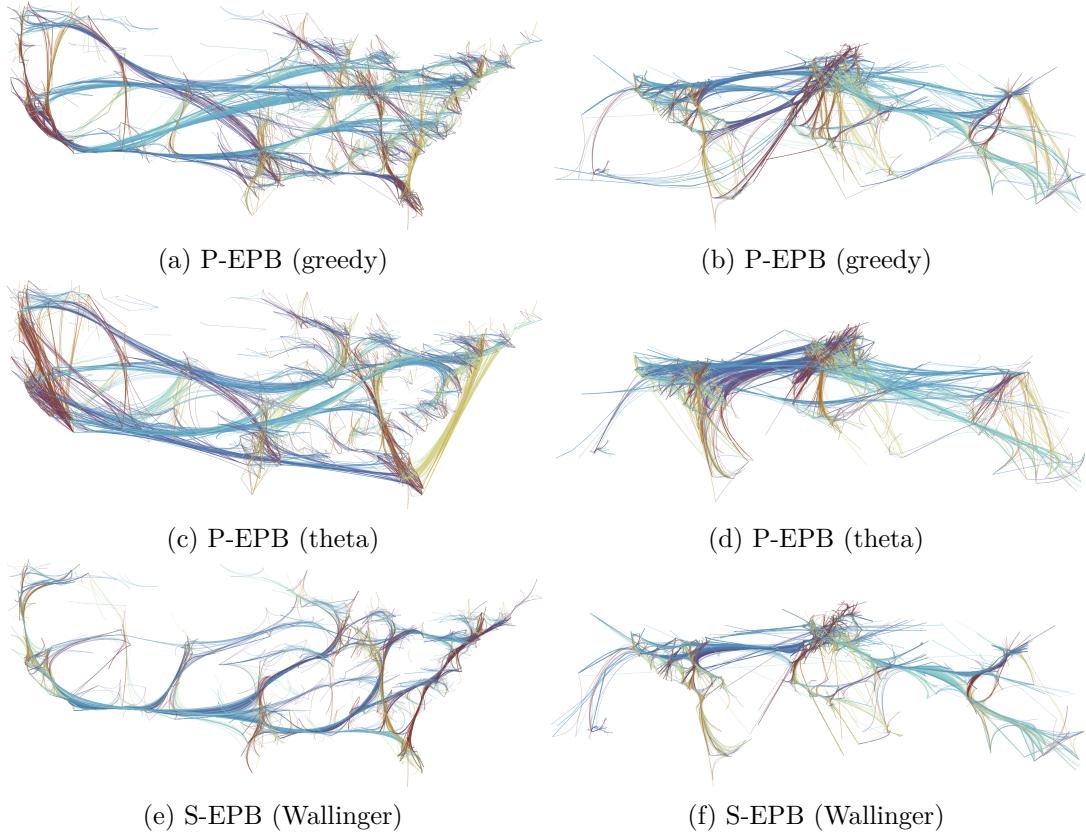 (a) P-EPB (greedy)
(b) P-EPB (greedy)
(c) P-EPB (theta)
(d) P-EPB (theta)
(e) S-EPB (Wallinger)
(f) S-EPB (Wallinger)